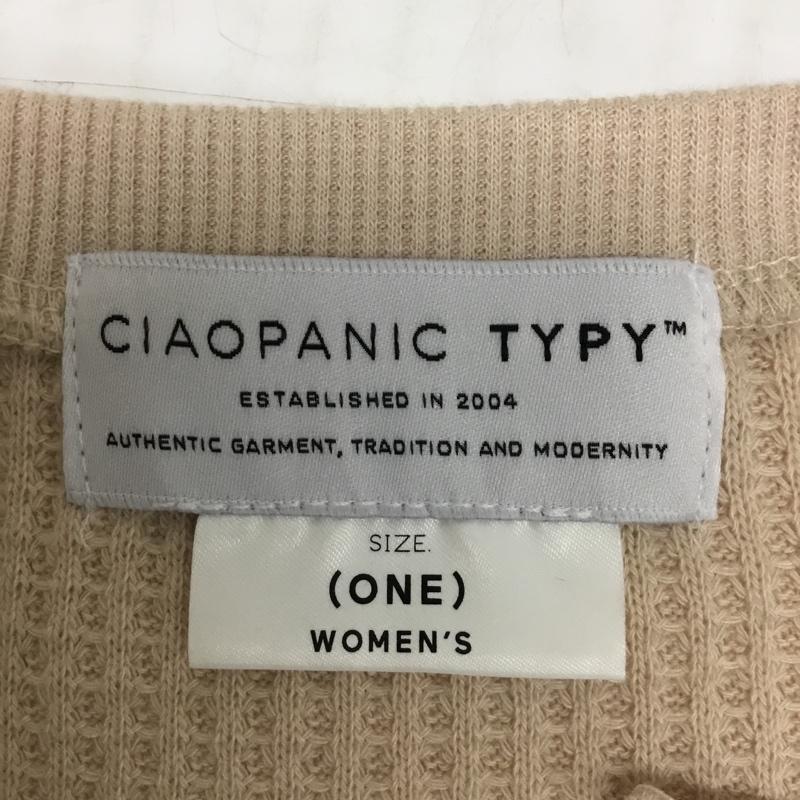 CIAOPANIC TYPY™
ESTABLISHED IN 2004
AUTHENTIC GARMENT, TRADITION AND MODERNITY
SIZE.
(ONE)
WOMEN'S